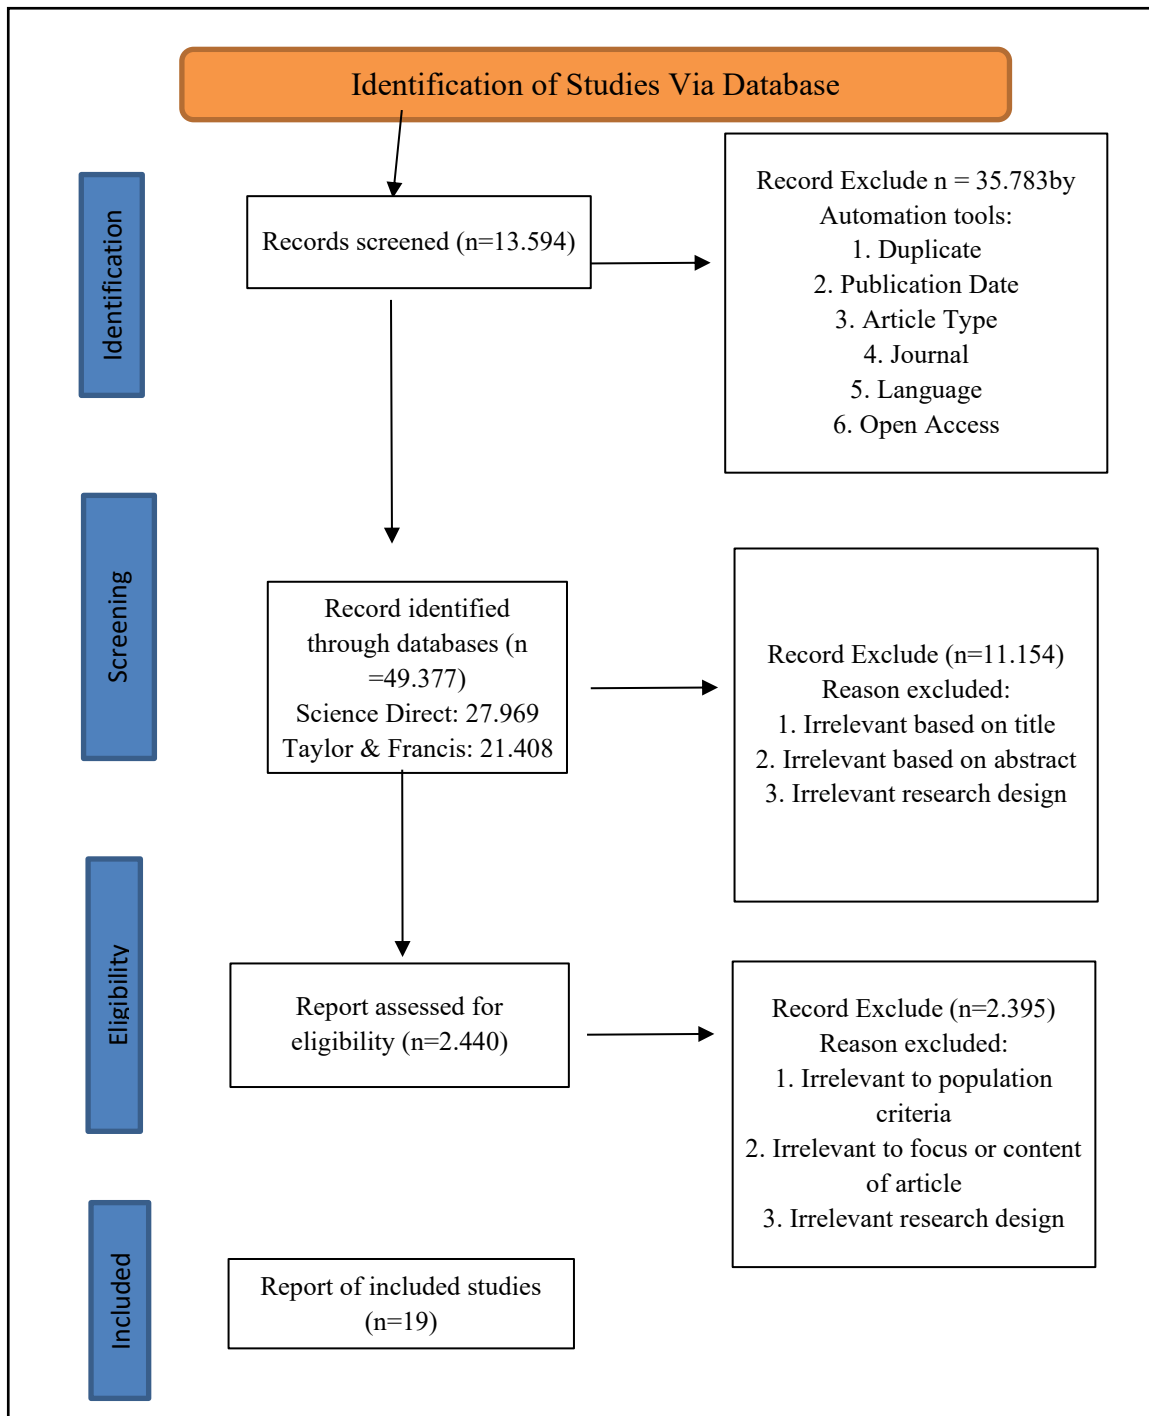 Identification of Studies Via Database
Identification
Records screened (n=13.594)
Record Exclude n = 35.783by
Automation tools:
1. Duplicate
2. Publication Date
3. Article Type
4. Journal
5. Language
6. Open Access
Screening
Record identified
through databases (n
=49.377)
Science Direct: 27.969
Taylor & Francis: 21.408
Record Exclude (n=11.154)
Reason excluded:
1. Irrelevant based on title
2. Irrelevant based on abstract
3. Irrelevant research design
Eligibility
Report assessed for
eligibility (n=2.440)
Record Exclude (n=2.395)
Reason excluded:
1. Irrelevant to population
criteria
2. Irrelevant to focus or content
of article
3. Irrelevant research design
Included
Report of included studies
(n=19)